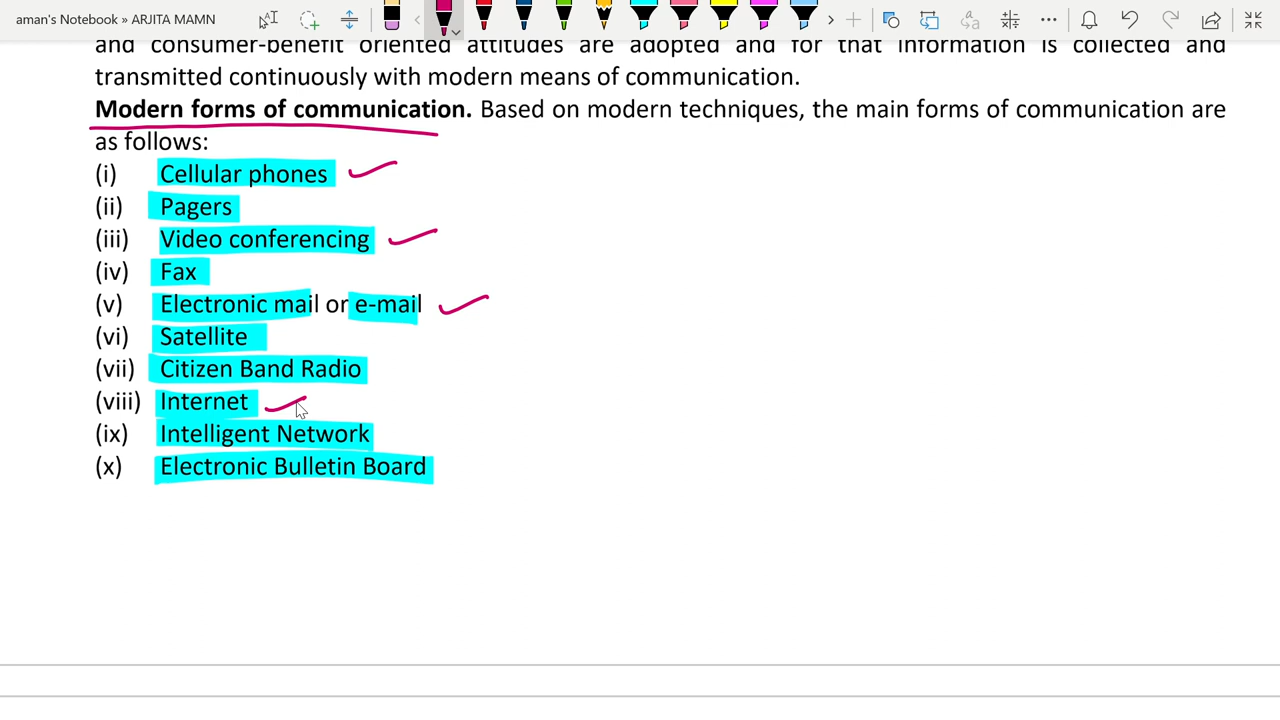 aman's Notebook » ARJITA MAMN
and consumer-benefit oriented attitudes are adopted and for that information is collected and
transmitted continuously with modern means of communication.
Modern forms of communication. Based on modern techniques, the main forms of communication are
as follows:
(i) Cellular phones
(ii) Pagers
(iii) Video conferencing
(iv) Fax
(v) Electronic mail or e-mail
(vi) Satellite
(vii) Citizen Band Radio
(viii) Internet
(ix) Intelligent Network
(x) Electronic Bulletin Board